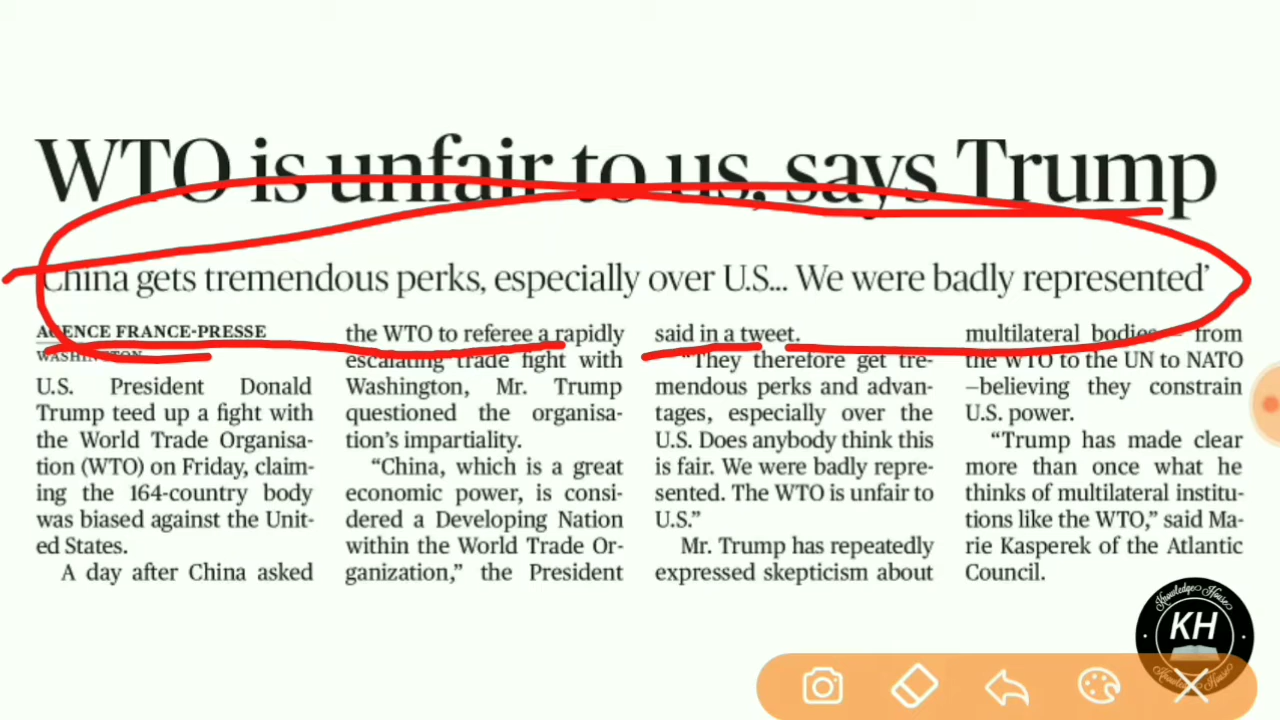 WTO is unfair to us, says Trump
China gets tremendous perks, especially over U.S... We were badly represented’
AGENCE FRANCE-PRESSE
WASHINGTON
U.S. President Donald
Trump teed up a fight with
the World Trade Organisa-
tion (WTO) on Friday, claim-
ing the 164-country body
was biased against the Unit-
ed States.
A day after China asked
the WTO to referee a rapidly
escalating trade fight with
Washington, Mr. Trump
questioned the organisa-
tion’s impartiality.
“China, which is a great
economic power, is consi-
dered a Developing Nation
within the World Trade Or-
ganization,” the President
said in a tweet.
“They therefore get tre-
mendous perks and advan-
tages, especially over the
U.S. Does anybody think this
is fair. We were badly repre-
sented. The WTO is unfair to
U.S.”
Mr. Trump has repeatedly
expressed skepticism about
multilateral bodies — from
the WTO to the UN to NATO
—believing they constrain
U.S. power.
“Trump has made clear
more than once what he
thinks of multilateral institu-
tions like the WTO,” said Ma-
rie Kasperek of the Atlantic
Council.
Knowledge House
KH